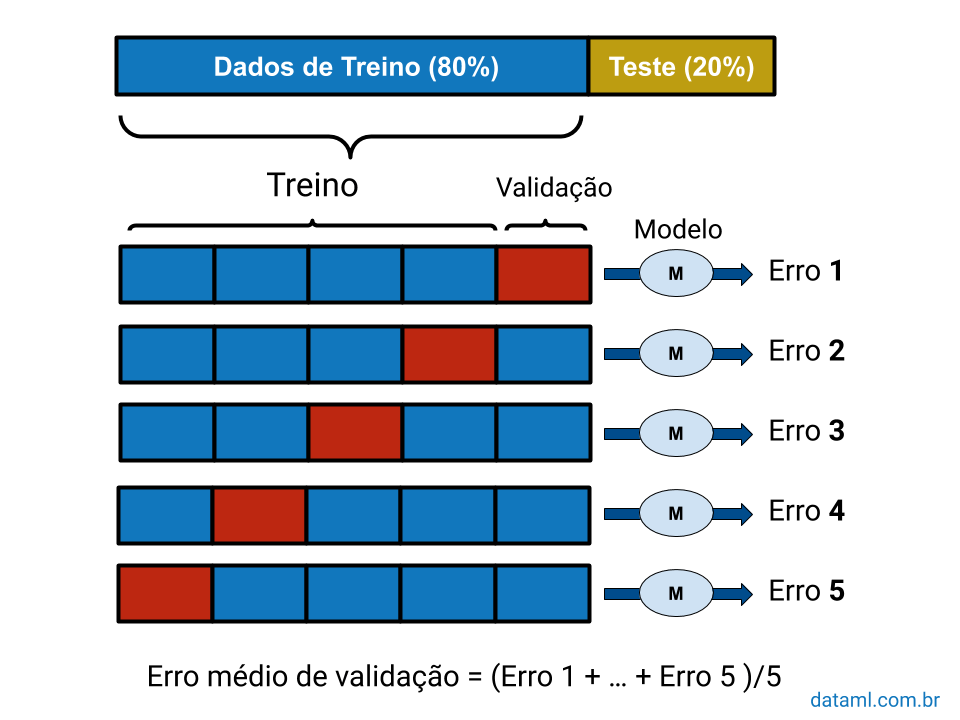 Dados de Treino (80%) Teste (20%)
Treino Validação
Modelo
M Erro 1
M Erro 2
M Erro 3
M Erro 4
M Erro 5
Erro médio de validação = (Erro 1 + … + Erro 5 )/5
dataml.com.br